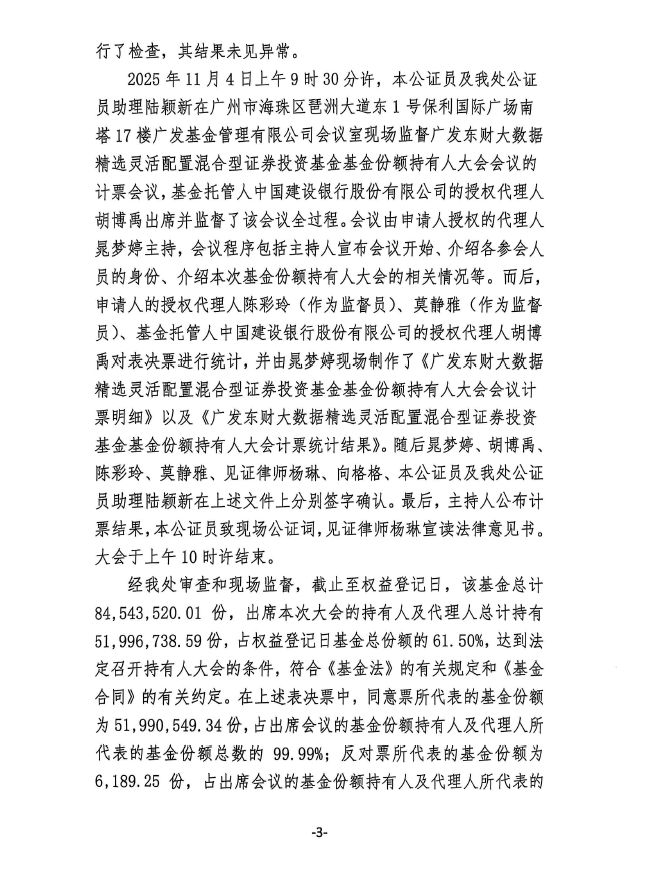 行了检查，其结果未见异常。
2025 年 11 月 4 日上午 9 时 30 分许，本公证员及我处公证
员助理陆颖新在广州市海珠区琶洲大道东 1 号保利国际广场南
塔 17 楼广发基金管理有限公司会议室现场监督广发东财大数据
精选灵活配置混合型证券投资基金基金份额持有人大会会议的
计票会议，基金托管人中国建设银行股份有限公司的授权代理人
胡博禹出席并监督了该会议全过程。会议由申请人授权的代理人
晁梦婷主持，会议程序包括主持人宣布会议开始、介绍各参会人
员的身份、介绍本次基金份额持有人大会的相关情况等。而后，
申请人的授权代理人陈彩玲（作为监督员）、莫静雅（作为监督
员）、基金托管人中国建设银行股份有限公司的授权代理人胡博
禹对表决票进行统计，并由晁梦婷现场制作了《广发东财大数据
精选灵活配置混合型证券投资基金基金份额持有人大会会议计
票明细》以及《广发东财大数据精选灵活配置混合型证券投资
基金基金份额持有人大会计票统计结果》。随后晁梦婷、胡博禹、
陈彩玲、莫静雅、见证律师杨琳、向格格、本公证员及我处公证
员助理陆颖新在上述文件上分别签字确认。最后，主持人公布计
票结果，本公证员致现场公证词，见证律师杨琳宣读法律意见书。
大会于上午 10 时许结束。
经我处审查和现场监督，截止至权益登记日，该基金总计
84,543,520.01 份，出席本次大会的持有人及代理人总计持有
51,996,738.59 份，占权益登记日基金总份额的 61.50%，达到法
定召开持有人大会的条件，符合《基金法》的有关规定和《基金
合同》的有关约定。在上述表决票中，同意票所代表的基金份额
为 51,990,549.34 份，占出席会议的基金份额持有人及代理人所
代表的基金份额总数的 99.99%；反对票所代表的基金份额为
6,189.25 份，占出席会议的基金份额持有人及代理人所代表的
-3-